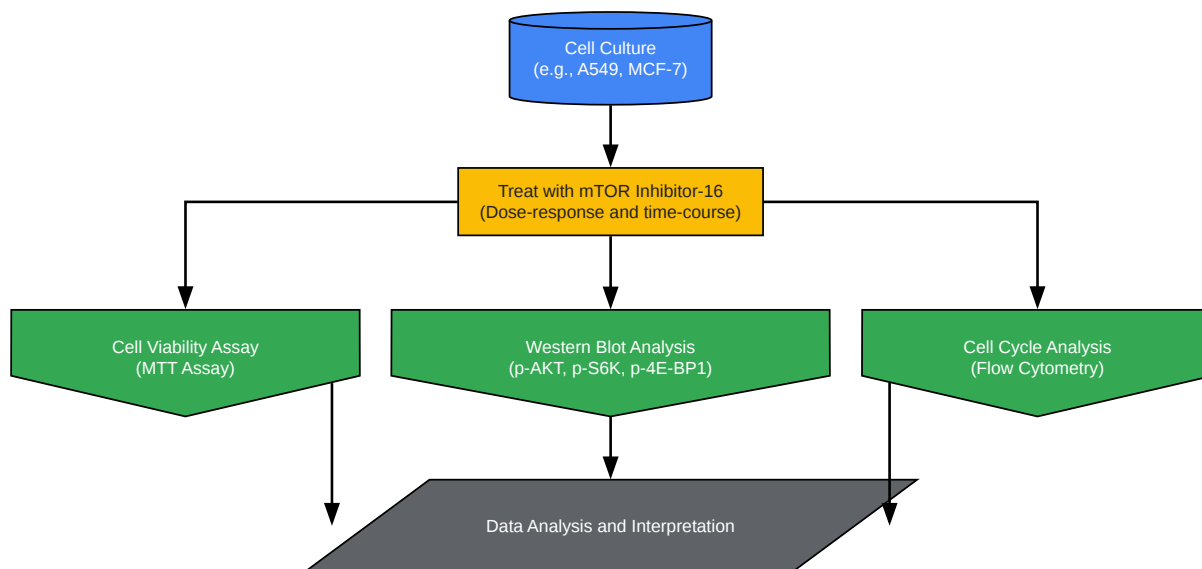 Cell Culture
(e.g., A549, MCF-7)
Treat with mTOR Inhibitor-16
(Dose-response and time-course)
Cell Viability Assay
(MTT Assay)
Western Blot Analysis
(p-AKT, p-S6K, p-4E-BP1)
Cell Cycle Analysis
(Flow Cytometry)
Data Analysis and Interpretation